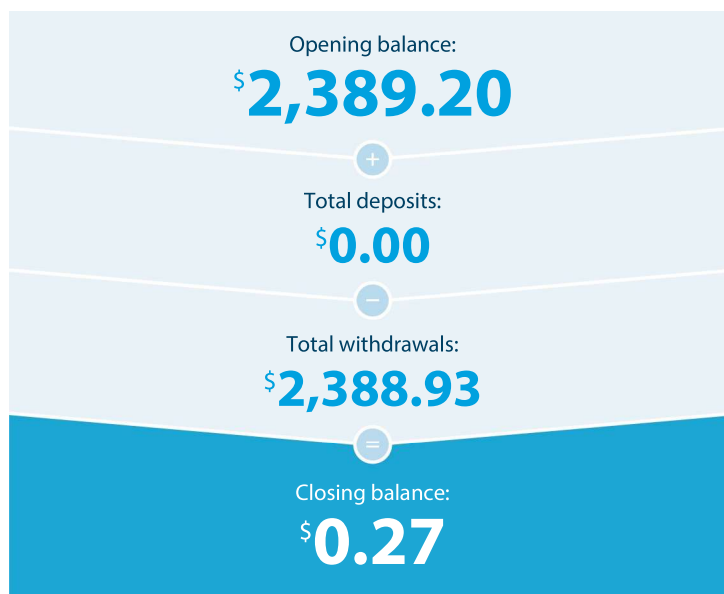 Opening balance:
$2,389.20
+
Total deposits:
$0.00
−
Total withdrawals:
$2,388.93
=
Closing balance:
$0.27